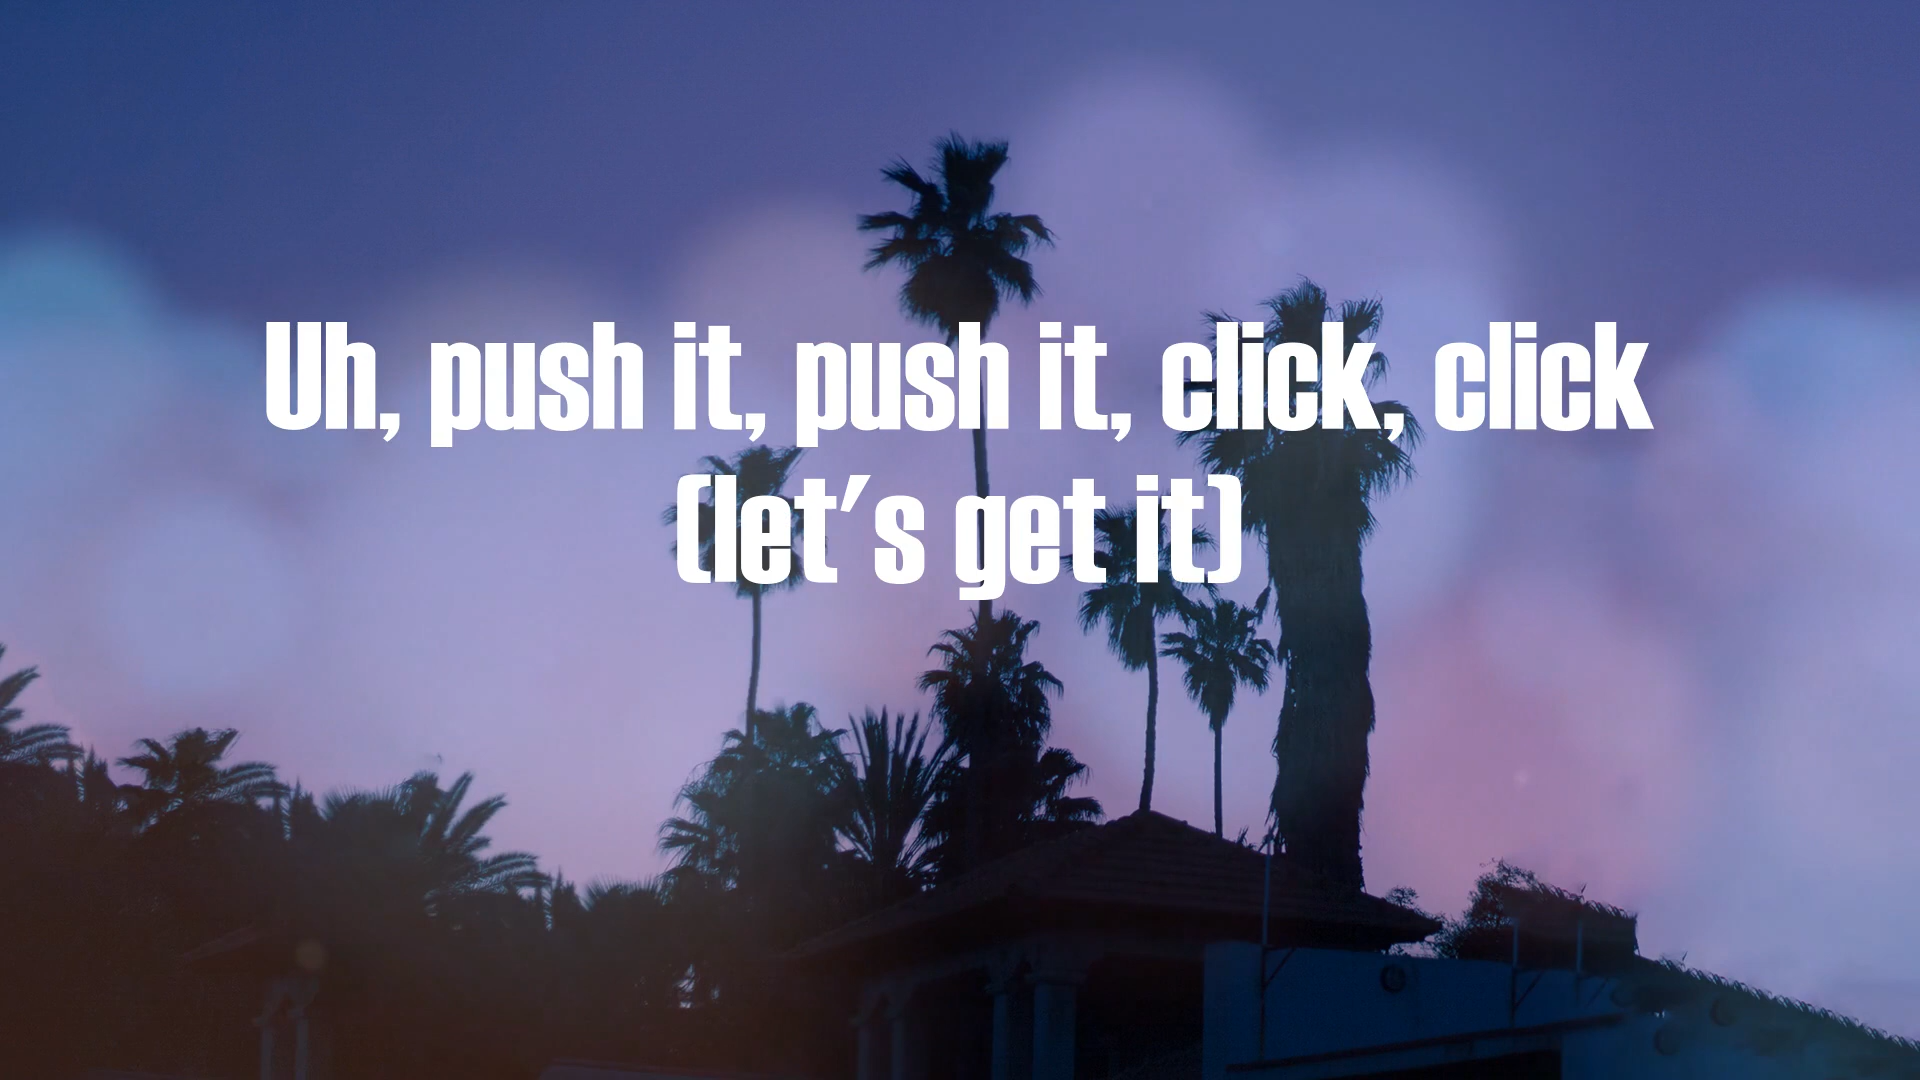 Uh, push it, push it, click, click
(let's get it)